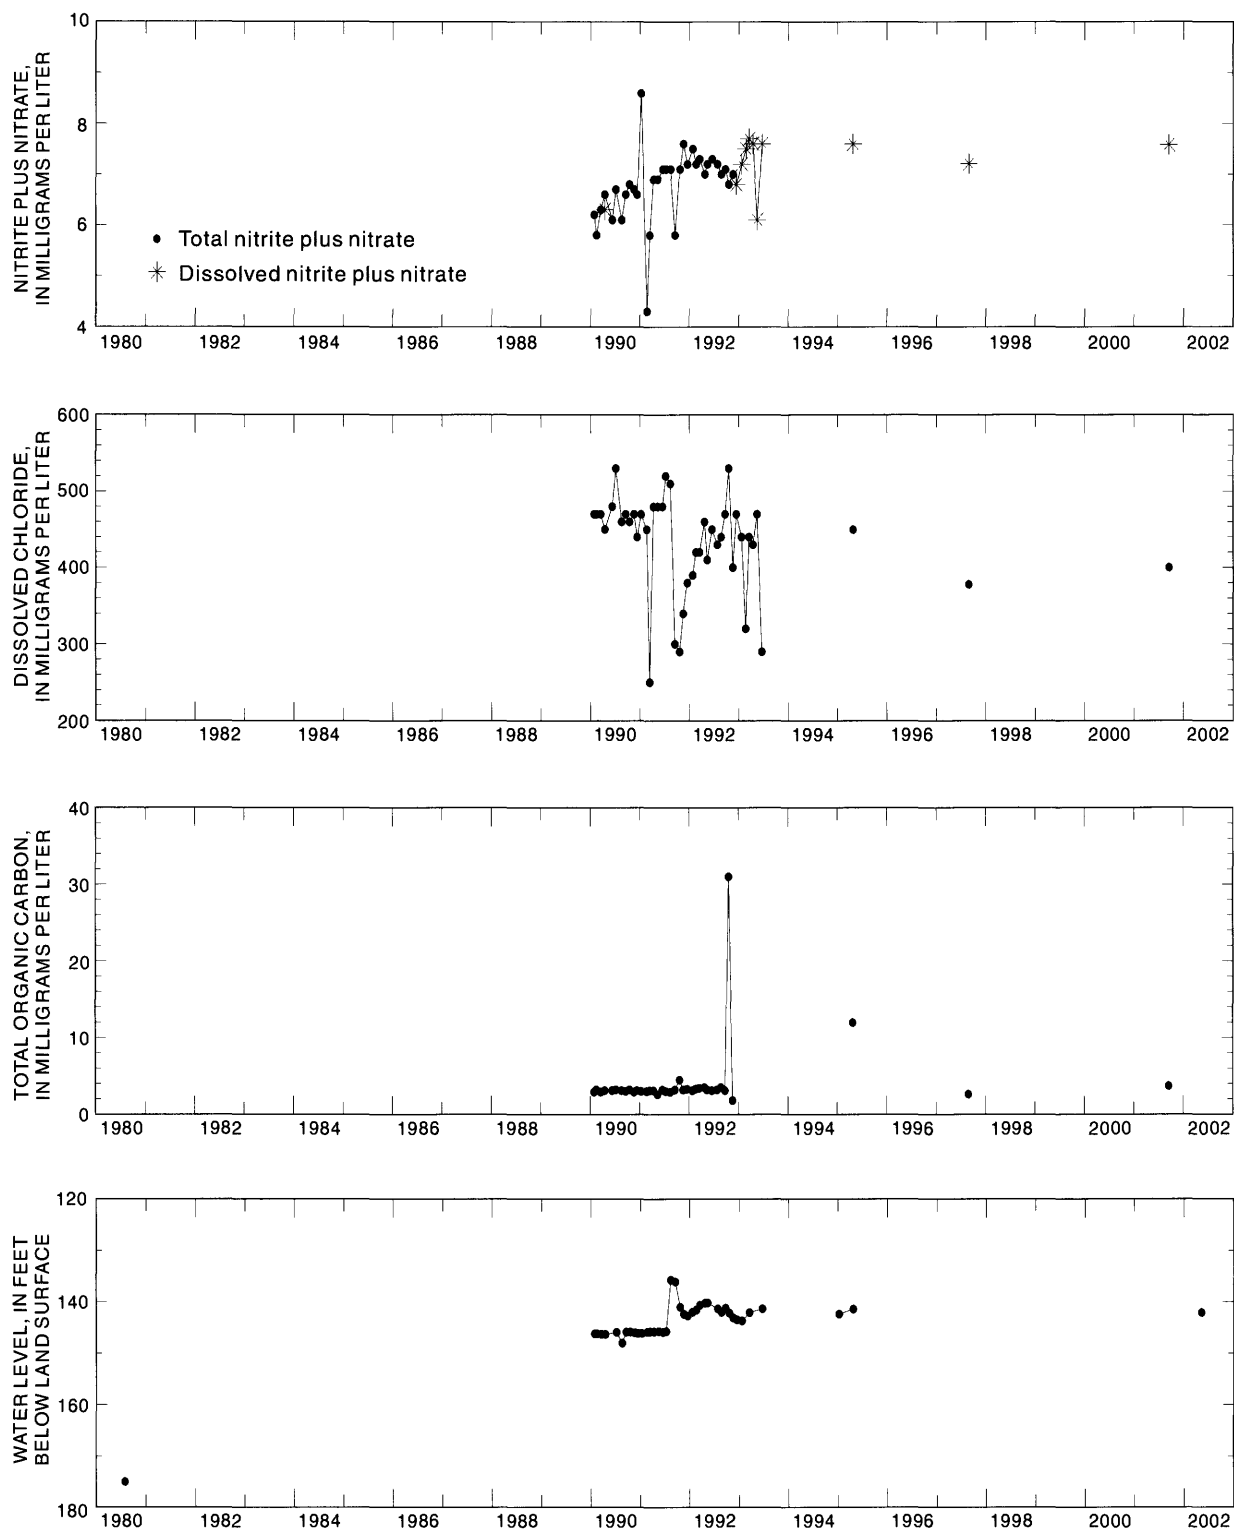 NITRITE PLUS NITRATE,
IN MILLIGRAMS PER LITER
10
8
6
4
Total nitrite plus nitrate
Dissolved nitrite plus nitrate
1980 1982 1984 1986 1988 1990 1992 1994 1996 1998 2000 2002
DISSOLVED CHLORIDE,
IN MILLIGRAMS PER LITER
600
500
400
300
200
1980 1982 1984 1986 1988 1990 1992 1994 1996 1998 2000 2002
TOTAL ORGANIC CARBON,
IN MILLIGRAMS PER LITER
40
30
20
10
0
1980 1982 1984 1986 1988 1990 1992 1994 1996 1998 2000 2002
WATER LEVEL, IN FEET
BELOW LAND SURFACE
120
140
160
180
1980 1982 1984 1986 1988 1990 1992 1994 1996 1998 2000 2002